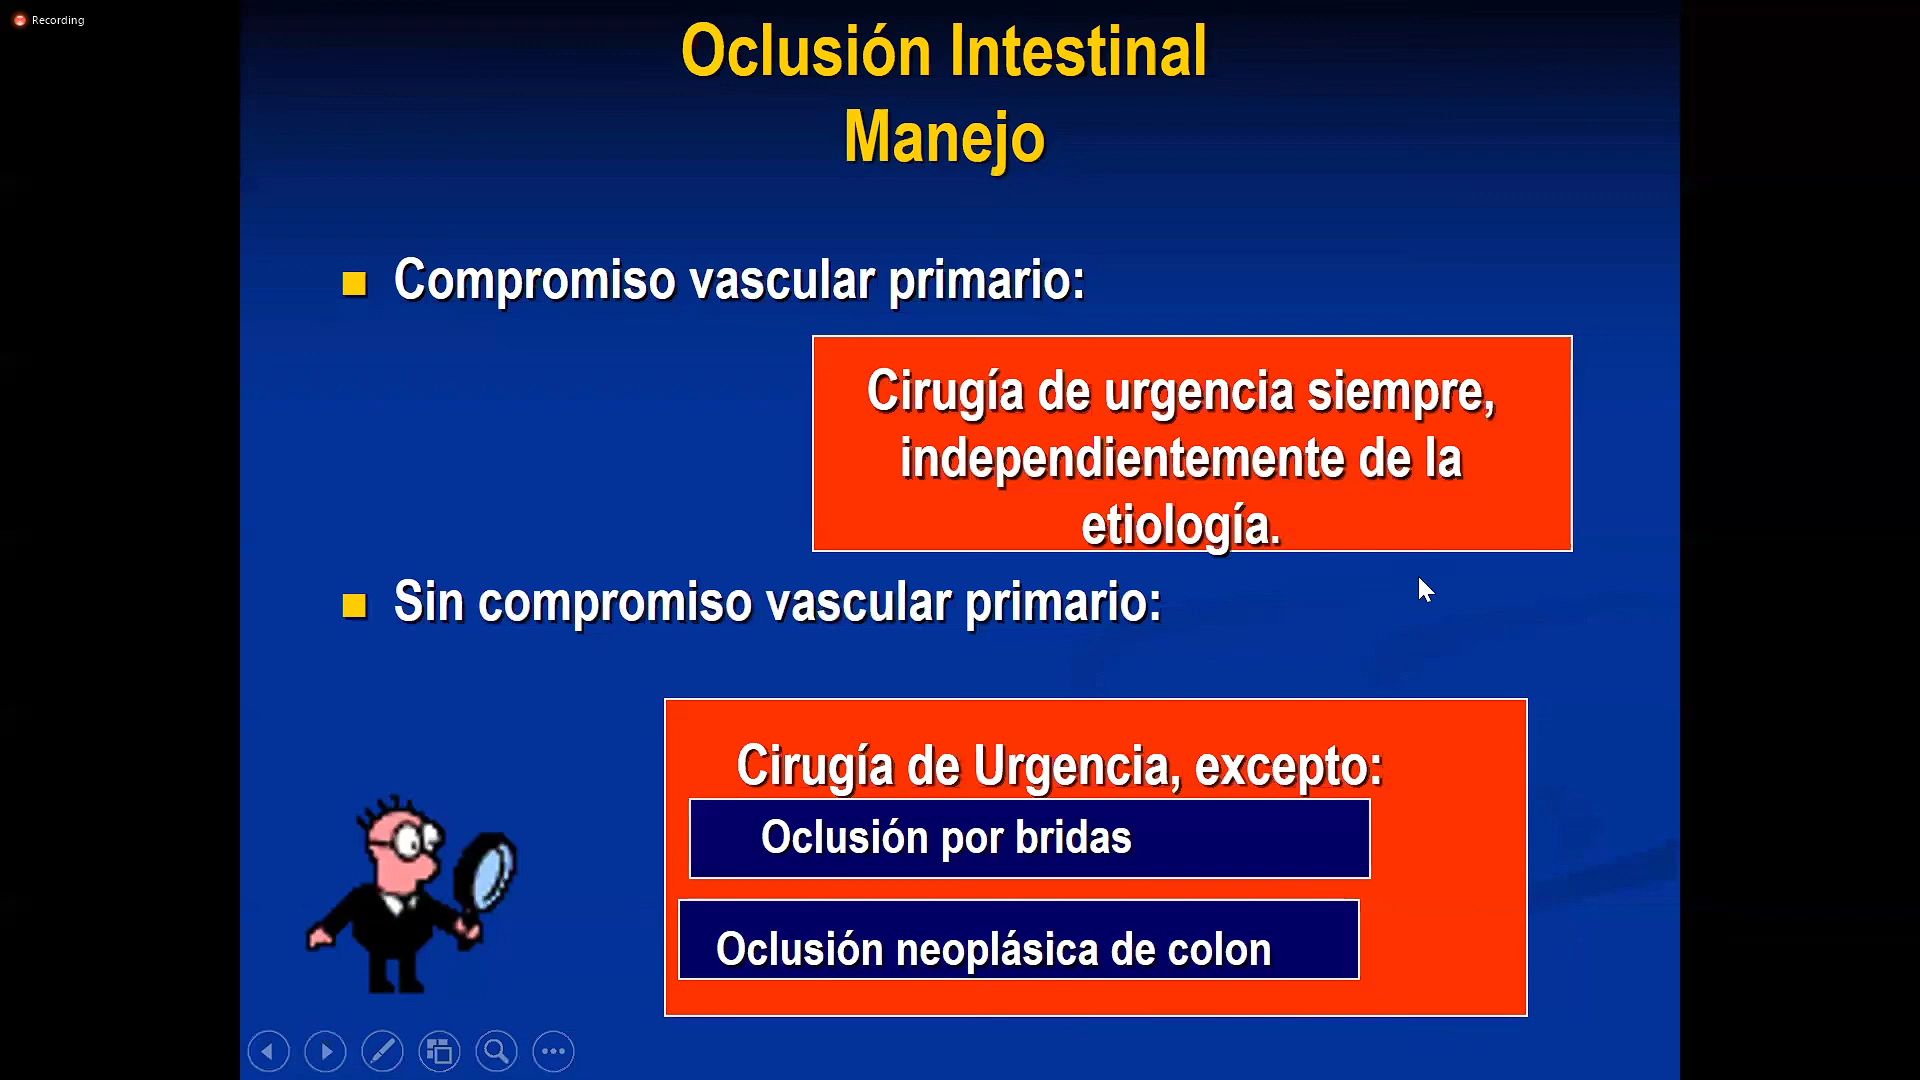 Recording
Oclusión Intestinal
Manejo
Compromiso vascular primario:
Cirugía de urgencia siempre,
independientemente de la
etiología.
Sin compromiso vascular primario:
Cirugía de Urgencia, excepto:
Oclusión por bridas
Oclusión neoplásica de colon